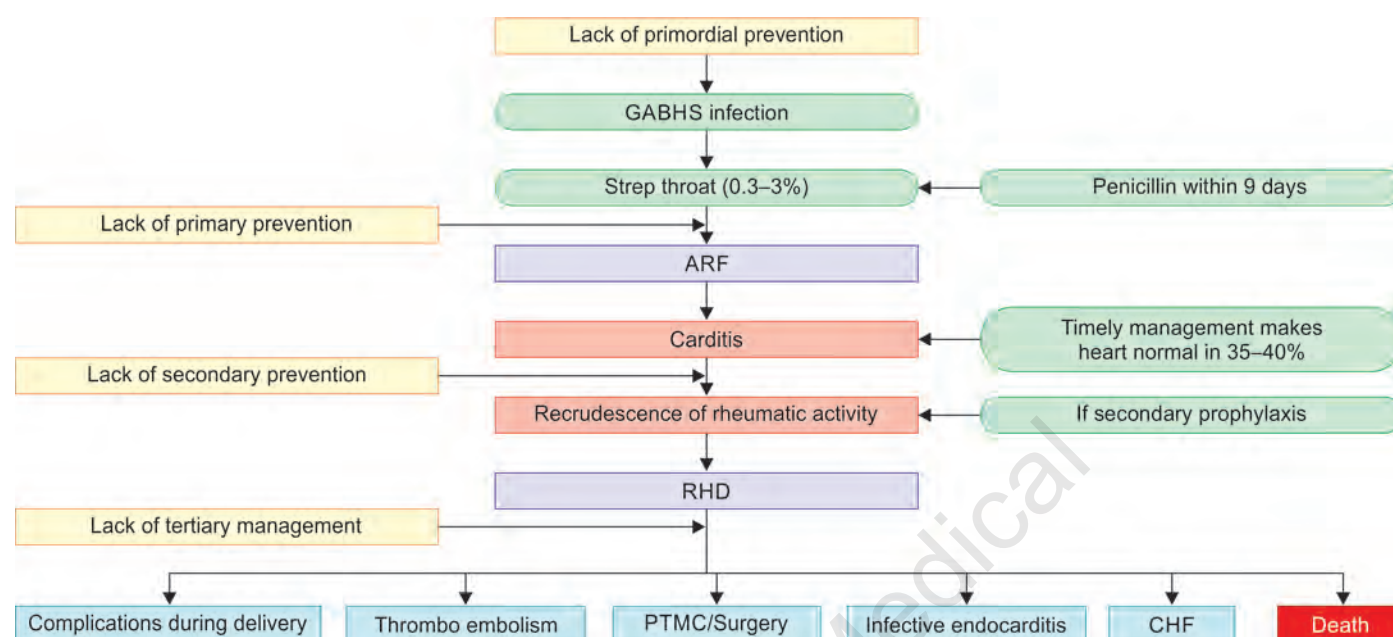 Lack of primordial prevention
GABHS infection
Strep throat (0.3–3%)
Penicillin within 9 days
Lack of primary prevention
ARF
Carditis
Timely management makes
heart normal in 35–40%
Lack of secondary prevention
Recrudescence of rheumatic activity
If secondary prophylaxis
RHD
Lack of tertiary management
Complications during delivery
Thrombo embolism
PTMC/Surgery
Infective endocarditis
CHF
Death
Medical